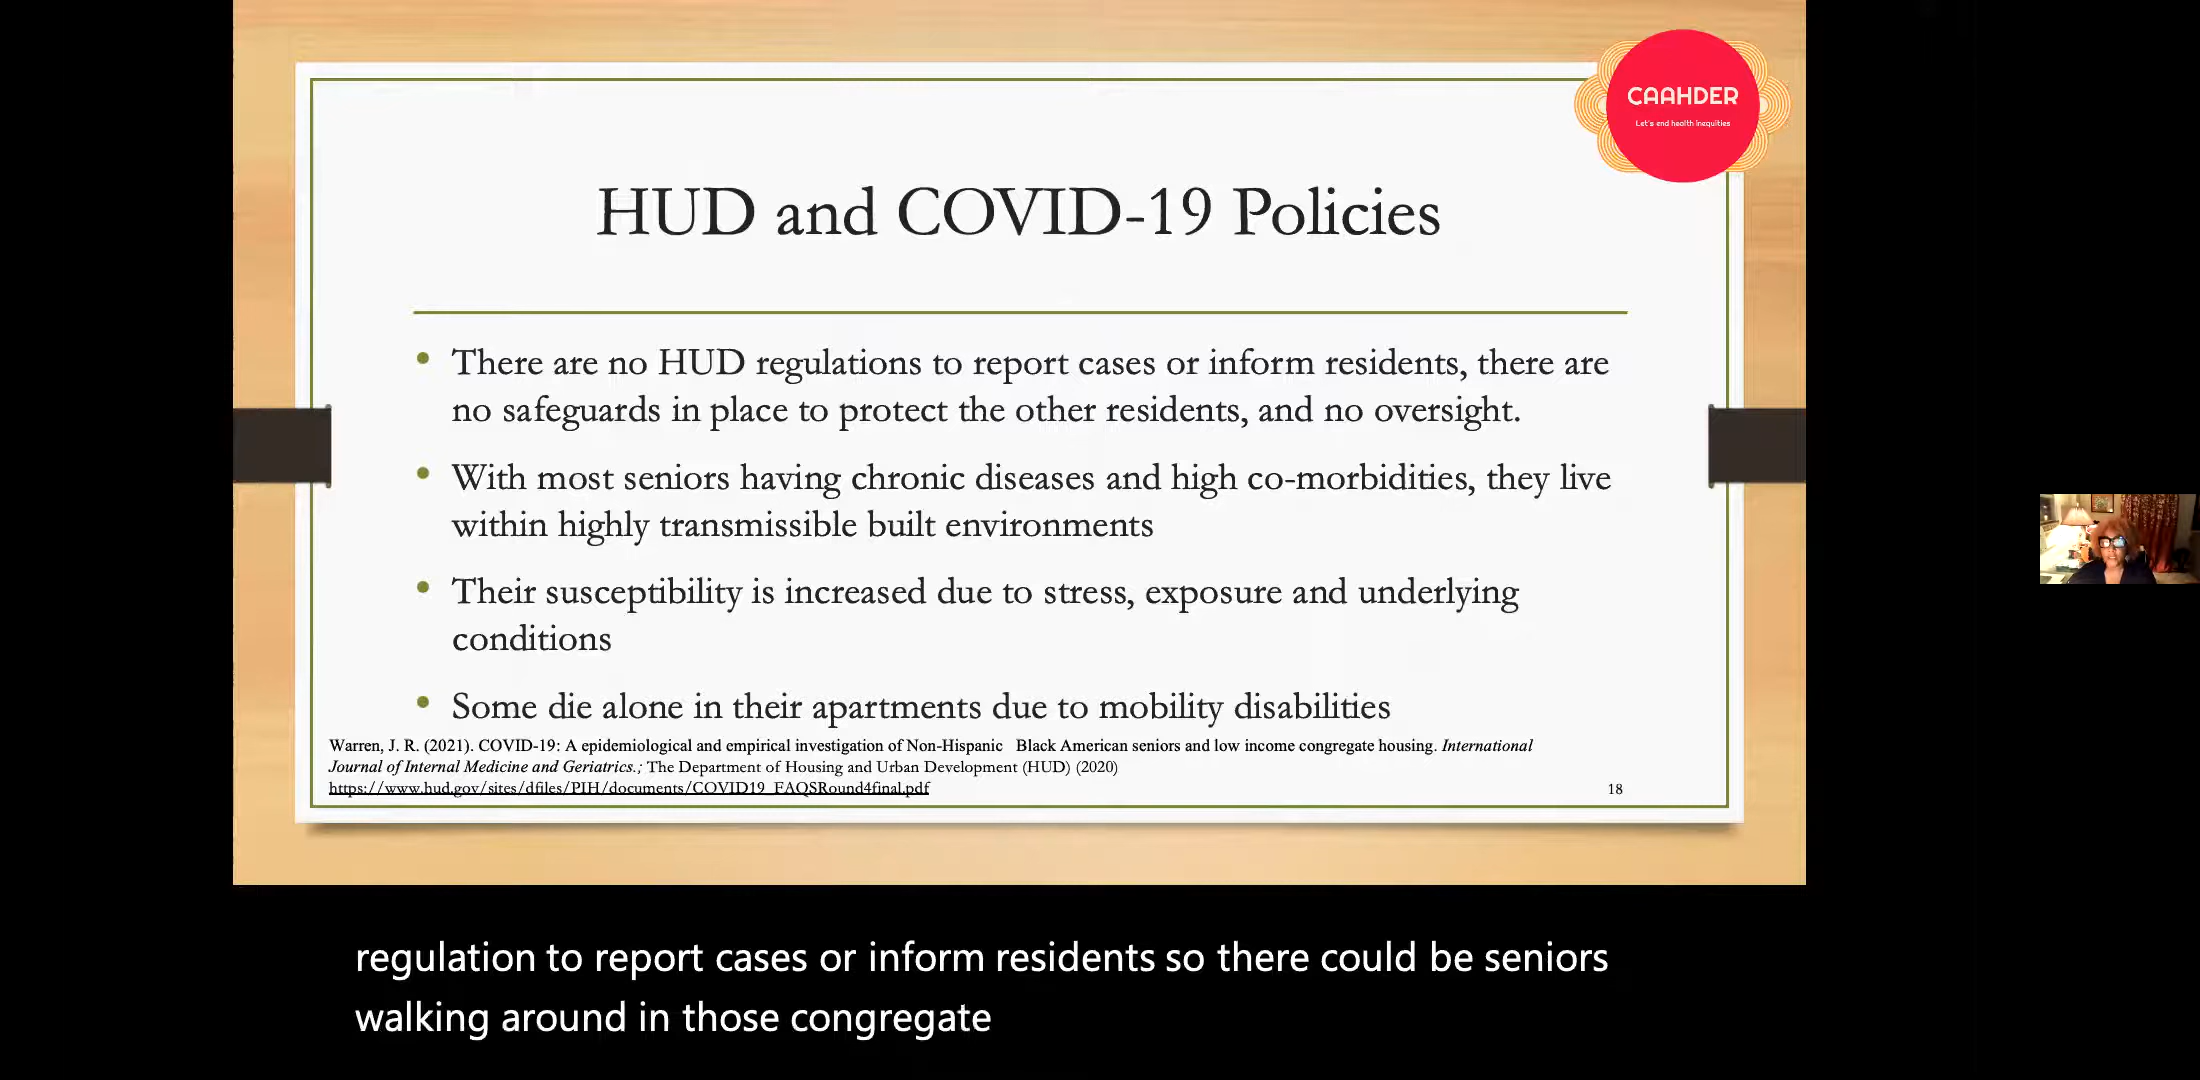 CAAHDER
Let's end health inequities
HUD and COVID-19 Policies
• There are no HUD regulations to report cases or inform residents, there are
no safeguards in place to protect the other residents, and no oversight.
• With most seniors having chronic diseases and high co-morbidities, they live
within highly transmissible built environments
• Their susceptibility is increased due to stress, exposure and underlying
conditions
• Some die alone in their apartments due to mobility disabilities
Warren, J. R. (2021). COVID-19: A epidemiological and empirical investigation of Non-Hispanic Black American seniors and low income congregate housing. International
Journal of Internal Medicine and Geriatrics.; The Department of Housing and Urban Development (HUD) (2020)
https://www.hud.gov/sites/dfiles/PIH/documents/COVID19_FAQSRound4final.pdf
18
regulation to report cases or inform residents so there could be seniors
walking around in those congregate